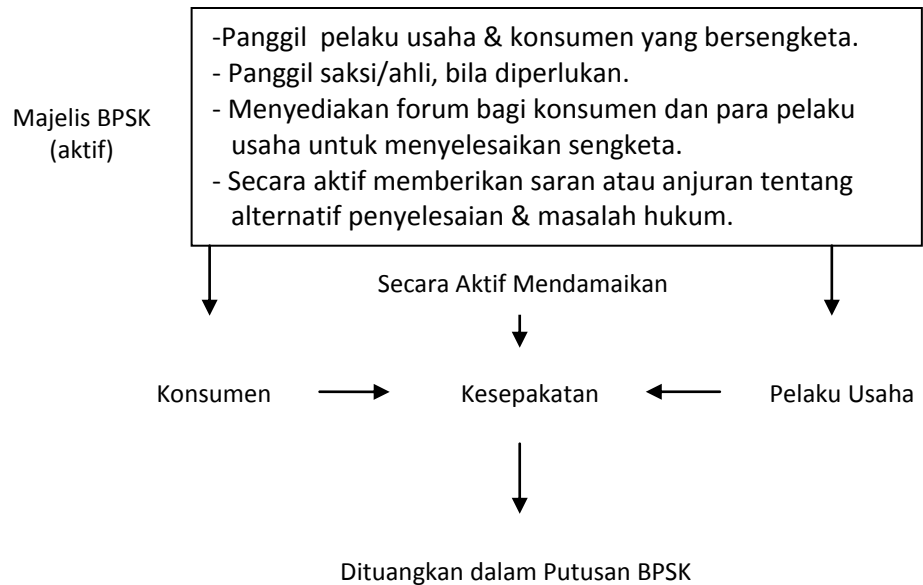 -Panggil pelaku usaha & konsumen yang bersengketa.
- Panggil saksi/ahli, bila diperlukan.
- Menyediakan forum bagi konsumen dan para pelaku
usaha untuk menyelesaikan sengketa.
- Secara aktif memberikan saran atau anjuran tentang
alternatif penyelesaian & masalah hukum.
Majelis BPSK
(aktif)
Secara Aktif Mendamaikan
Konsumen
Kesepakatan
Pelaku Usaha
Dituangkan dalam Putusan BPSK